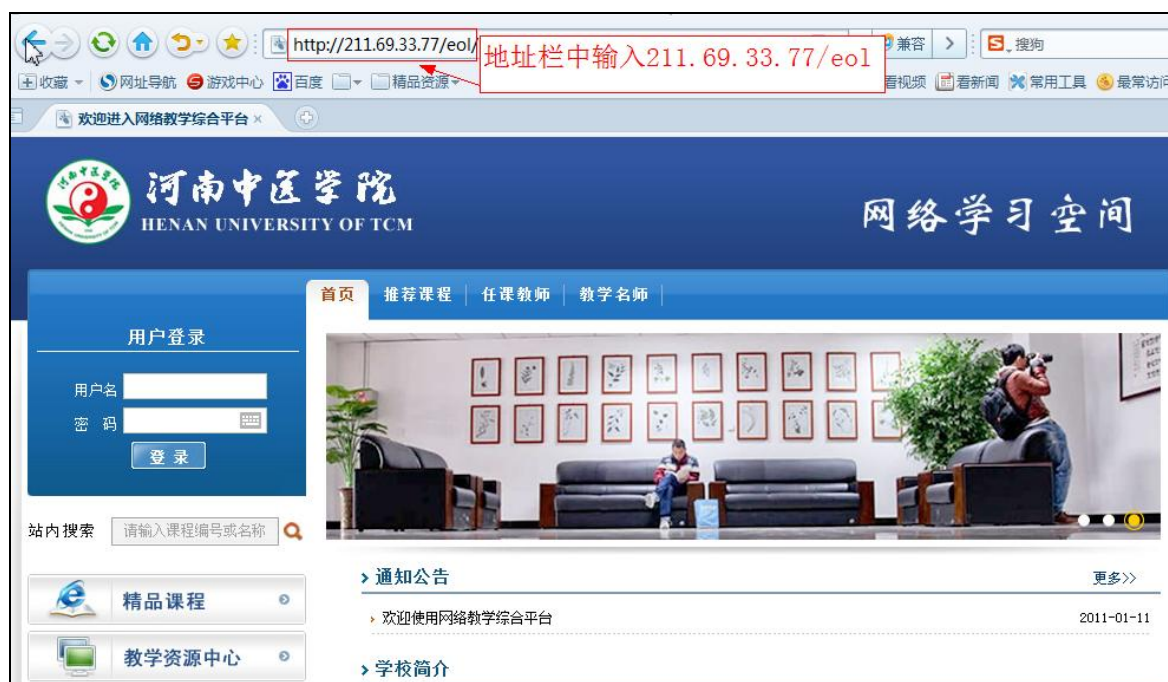 http://211.69.33.77/eol/
地址栏中输入211.69.33.77/eol
兼容
搜狗
收藏
网址导航
游戏中心
百度
精品资源
看视频
看新闻
常用工具
最常访问
欢迎进入网络教学综合平台
河南中医学院
HENAN UNIVERSITY OF TCM
网络学习空间
首页
推荐课程
任课教师
教学名师
用户登录
用户名
密 码
登 录
站内搜索
请输入课程编号或名称
精品课程
教学资源中心
通知公告
更多>>
欢迎使用网络教学综合平台
2011-01-11
学校简介